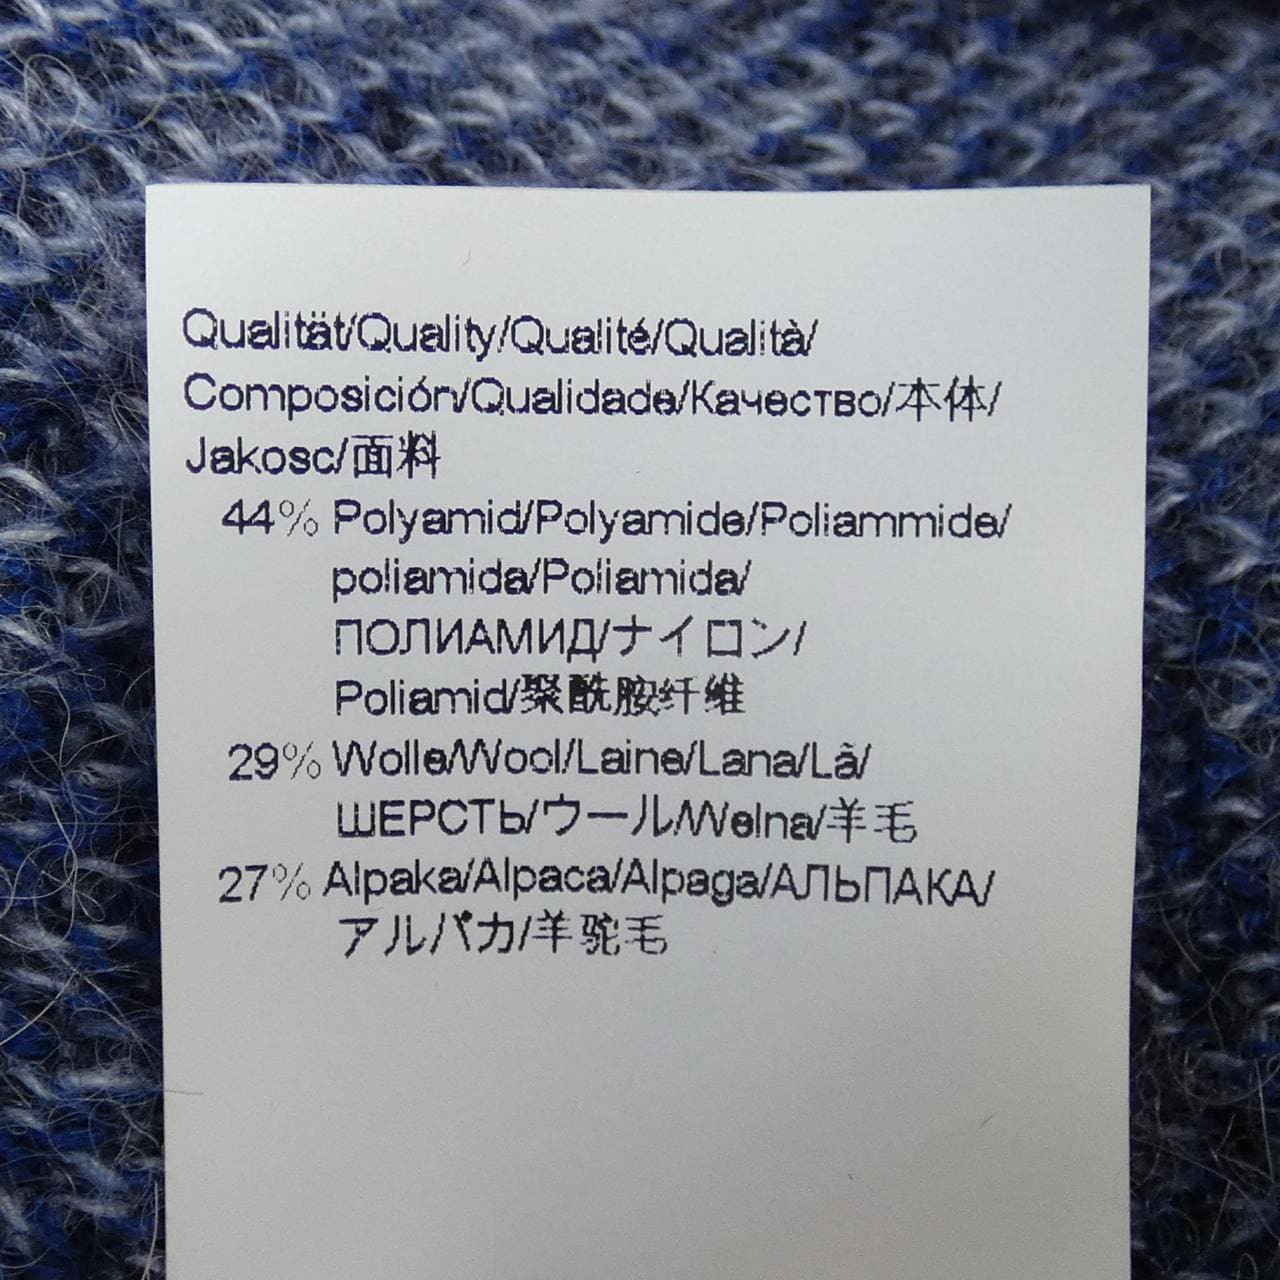 Qualität/Quality/Qualité/Qualità/
Composición/Qualidade/Качество/本体/
Jakosc/面料
44% Polyamid/Polyamide/Poliammide/
poliamida/Poliamida/
ПОЛИАМИД/ナイロン/
Poliamid/聚酰胺纤维
29% Wolle/Wool/Laine/Lana/Lã/
ШЕРСТЬ/ウール/Welna/羊毛
27% Alpaka/Alpaca/Alpaga/АЛЬПАКА/
アルパカ/羊驼毛